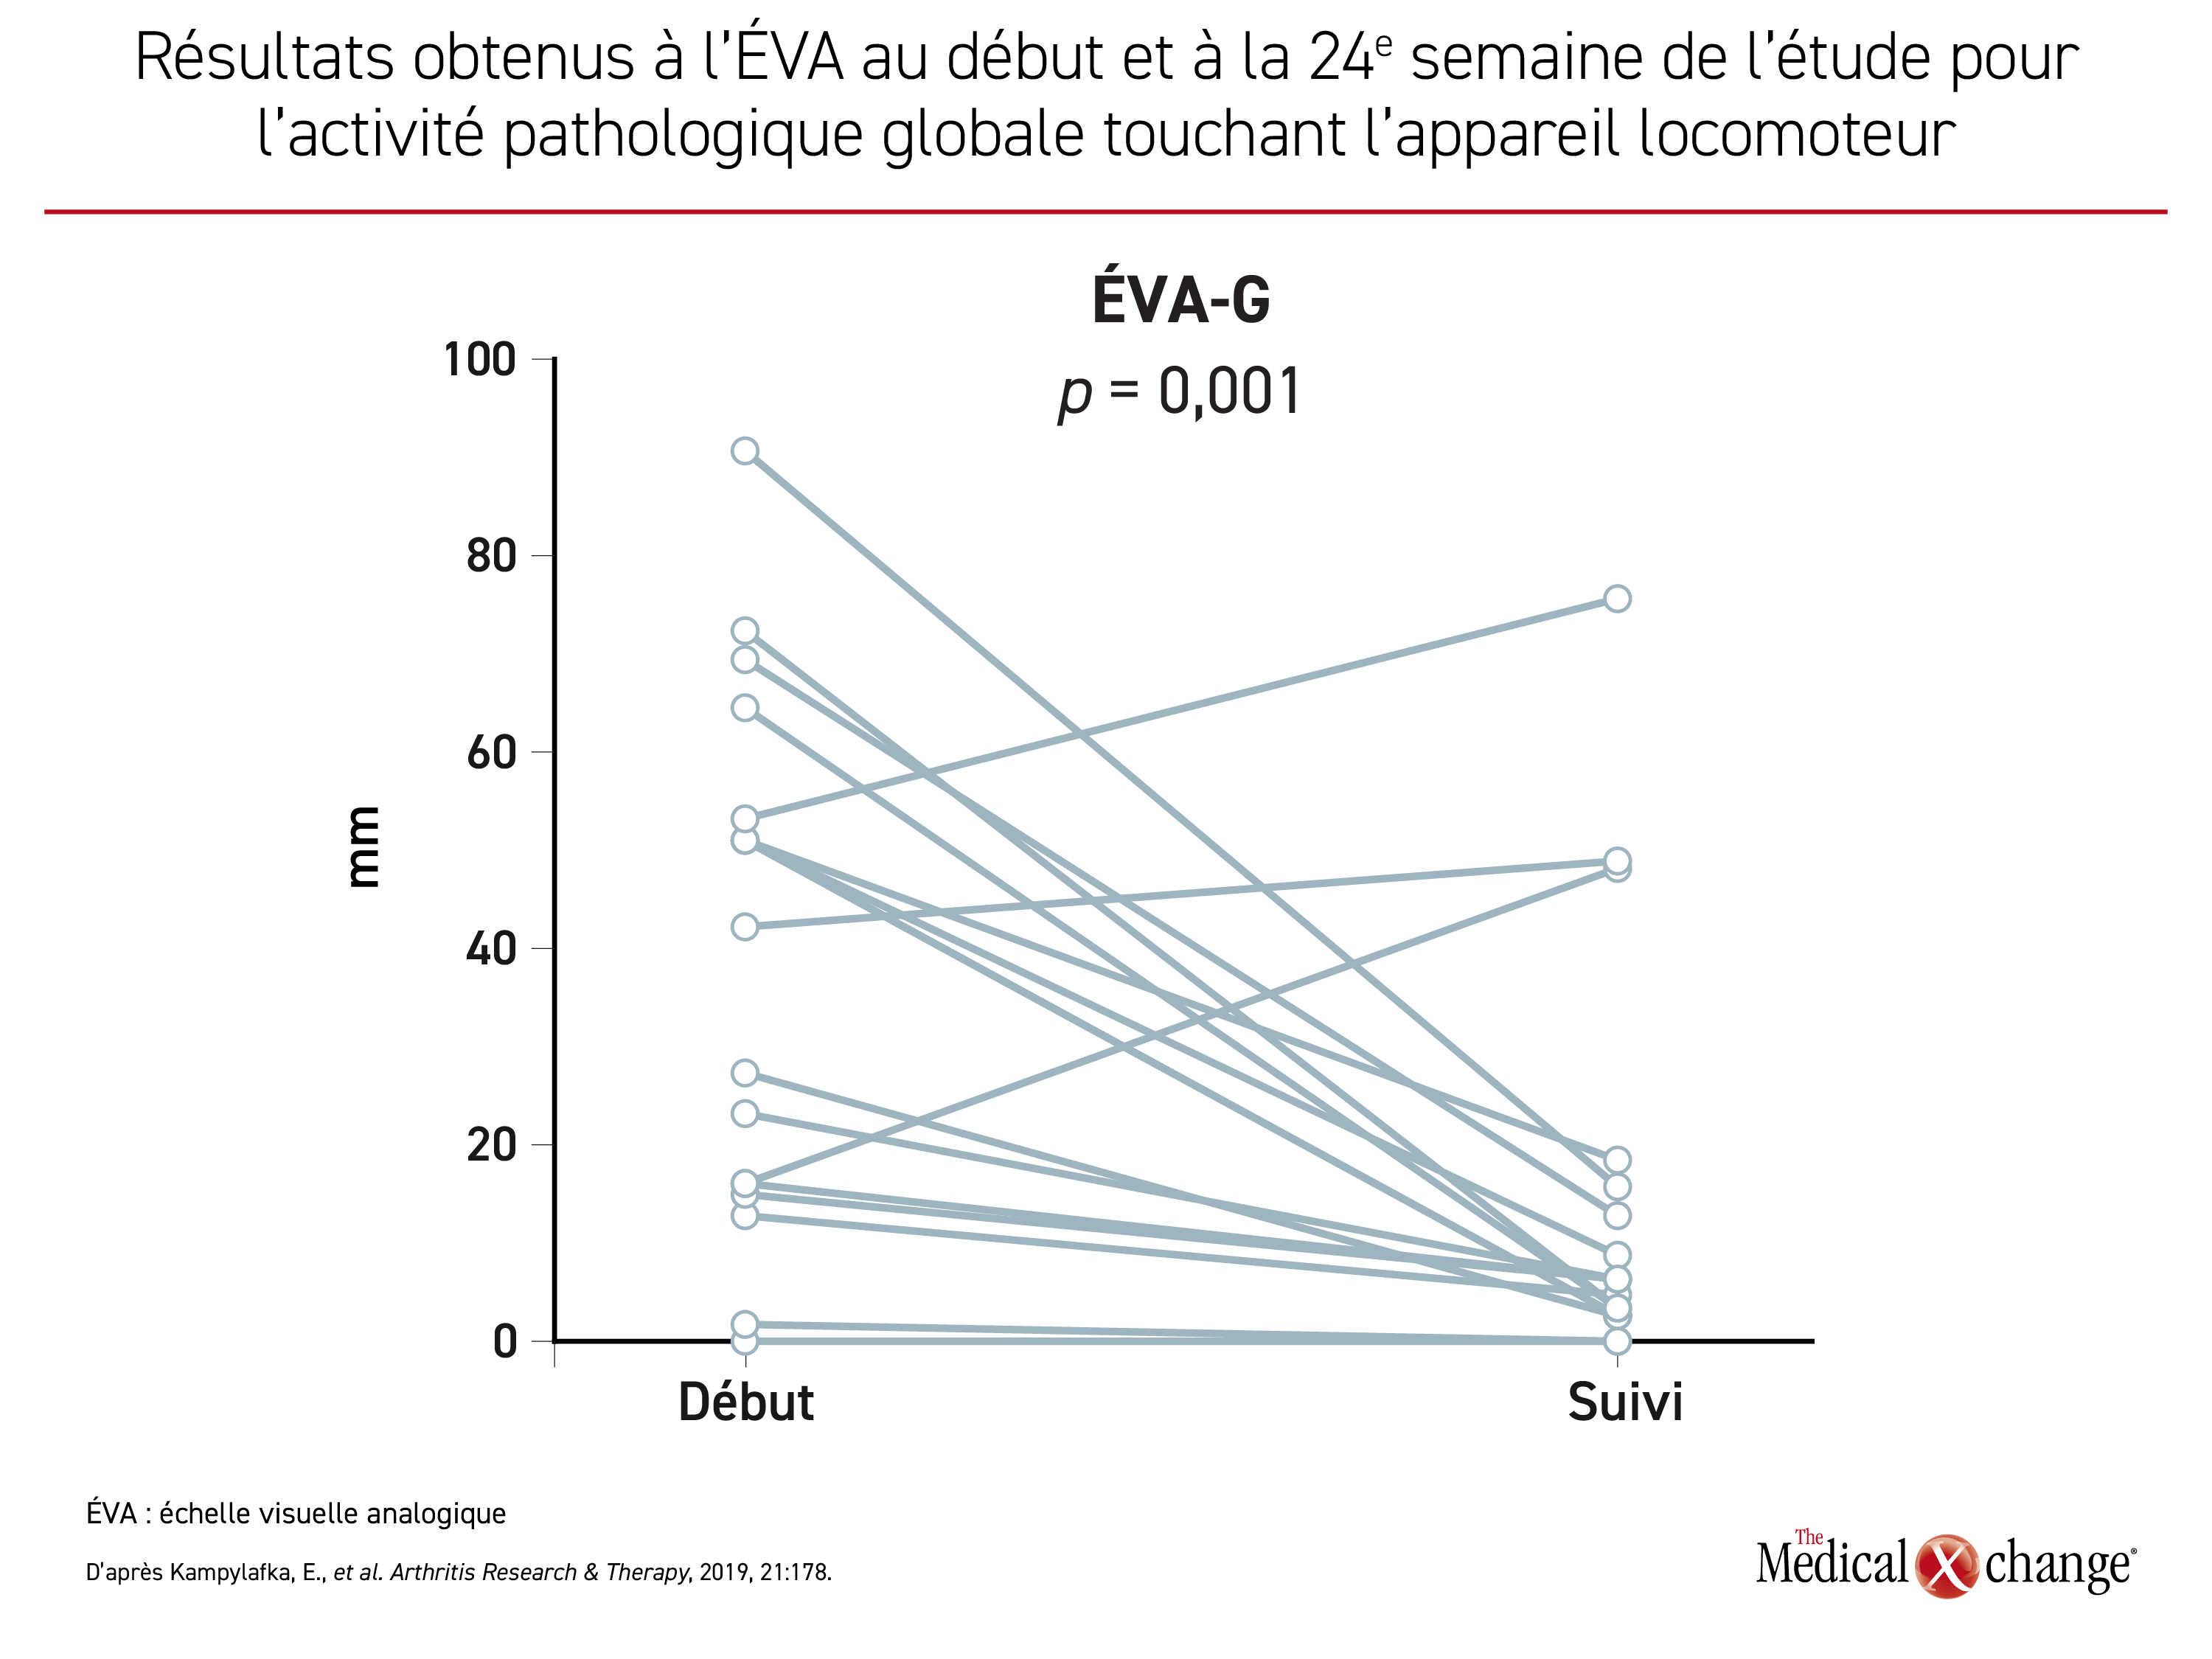 Résultats obtenus à l’ÉVA au début et à la 24e semaine de l’étude pour
l’activité pathologique globale touchant l’appareil locomoteur
ÉVA-G
p = 0,001
100
80
60
40
20
0
mm
Début
Suivi
ÉVA : échelle visuelle analogique
D’après Kampylafka, E., et al. Arthritis Research & Therapy, 2019, 21:178.
The
Medical X change®